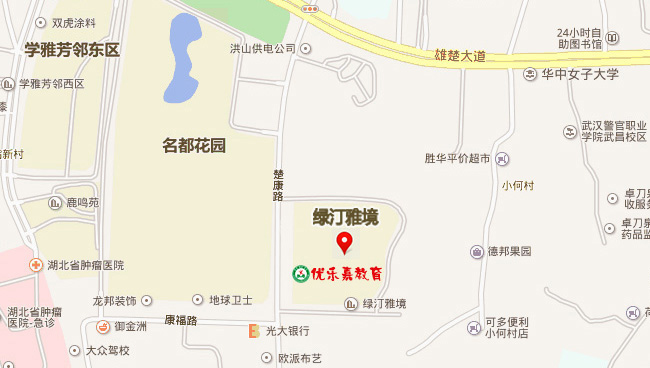 双虎涂料
学雅芳邻东区
洪山供电公司
雄楚大道
24小时自
助图书馆
华中女子大学
学雅芳邻西区
武汉警官职业
学院武昌校区
名都花园
胜华平价超市
新村
楚康路
小何村
鹿鸣苑
卓刀泉
收服务
绿汀雅境
卓刀泉
药品监
德邦果园
湖北省肿瘤医院
优乐嘉教育
龙邦装饰
地球卫士
绿汀雅境
湖北省肿瘤
医院-急诊
御金洲
康福路
光大银行
可多便利
小何村店
大众驾校
欧派布艺